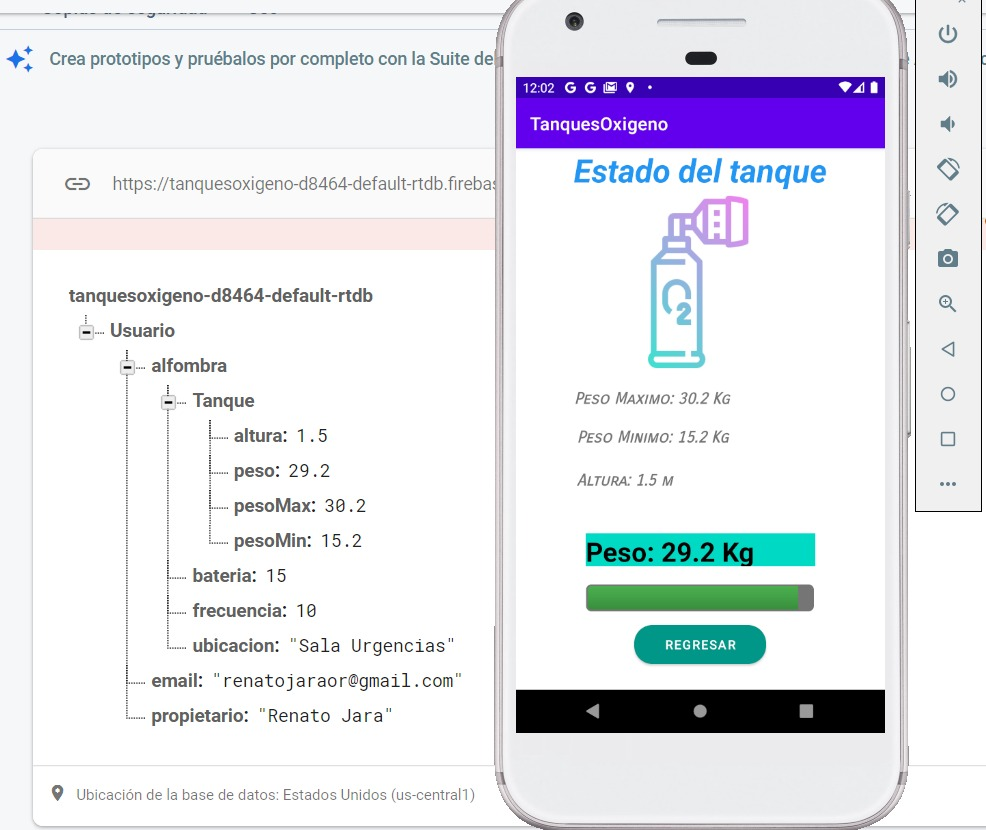 Crea prototipos y pruébalos por completo con la Suite de
https://tanquesoxigeno-d8464-default-rtdb.firebas
tanquesoxigeno-d8464-default-rtdb
Usuario
alfombra
Tanque
altura: 1.5
peso: 29.2
pesoMax: 30.2
pesoMin: 15.2
bateria: 15
frecuencia: 10
ubicacion: "Sala Urgencias"
email: "renatojaraor@gmail.com"
propietario: "Renato Jara"
Ubicación de la base de datos: Estados Unidos (us-central1)
12:02
TanquesOxigeno
Estado del tanque
O2
Peso Maximo: 30.2 Kg
Peso Minimo: 15.2 Kg
Altura: 1.5 m
Peso: 29.2 Kg
REGRESAR